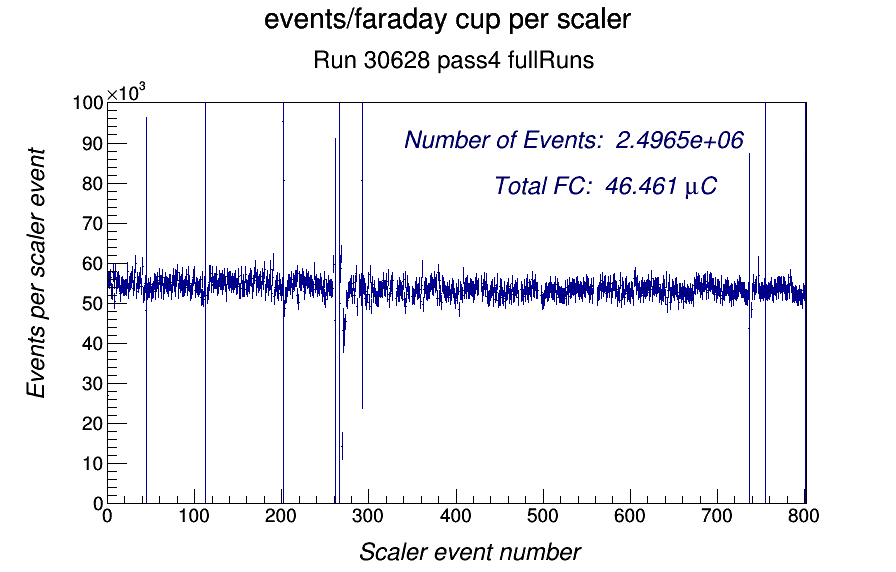 events/faraday cup per scaler
Run 30628 pass4 fullRuns
×10³
100
90
80
70
60
50
40
30
20
10
0
Events per scaler event
Number of Events: 2.4965e+06
Total FC: 46.461 μC
0 100 200 300 400 500 600 700 800
Scaler event number